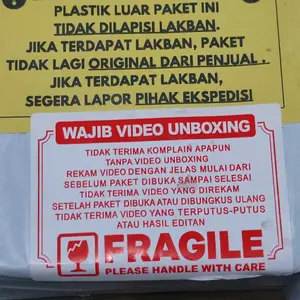 PLASTIK LUAR PAKET INI
TIDAK DILAPISI LAKBAN.
JIKA TERDAPAT LAKBAN, PAKET
TIDAK LAGI ORIGINAL DARI PENJUAL .
JIKA TERDAPAT LAKBAN,
SEGERA LAPOR PIHAK EKSPEDISI
WAJIB VIDEO UNBOXING
TIDAK TERIMA KOMPLAIN APAPUN
TANPA VIDEO UNBOXING
REKAM VIDEO DENGAN JELAS MULAI DARI
SEBELUM PAKET DIBUKA SAMPAI SELESAI
TIDAK TERIMA VIDEO YANG DIREKAM
SETELAH PAKET DIBUKA ATAU DIBUNGKUS ULANG
TIDAK TERIMA VIDEO YANG TERPUTUS-PUTUS
ATAU HASIL EDITAN
FRAGILE
PLEASE HANDLE WITH CARE